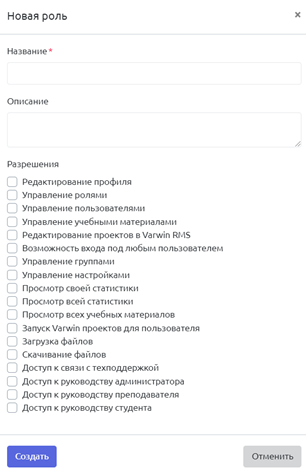 Новая роль ×
Название *
Описание
Разрешения
Редактирование профиля
Управление ролями
Управление пользователями
Управление учебными материалами
Редактирование проектов в Varwin RMS
Возможность входа под любым пользователем
Управление группами
Управление настройками
Просмотр своей статистики
Просмотр всей статистики
Просмотр всех учебных материалов
Запуск Varwin проектов для пользователя
Загрузка файлов
Скачивание файлов
Доступ к связи с техподдержкой
Доступ к руководству администратора
Доступ к руководству преподавателя
Доступ к руководству студента
Создать Отменить